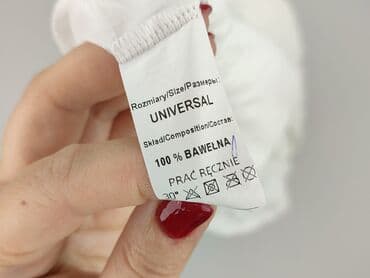 Rozmiary/Size/Размеры:
UNIVERSAL
Skład/Composition/Состав:
100 % BAWEŁNA
PRAĆ RĘCZNIE
30°